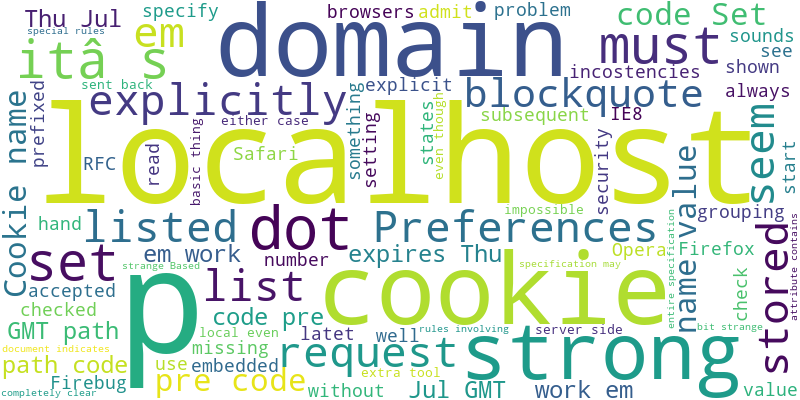 Thu Jul
special rules
specify
browsers
admit
problem
code Set
itâ s
em
domain
must
sounds
see
explicitly
sent back
prefixed
either case
basic thing
explicit
something
setting
even though
states
blockquote
incostencies
IE8
shown
always
subsequent
RFC
read
Safari
localhost
security
seem
start
Cookie name
hand
listed
dot
Preferences
impossible
entire specification
name value
grouping
stored
attribute contains
em work
number
expires Thu
Opera
Firefox
set
strange Based
p
list
cookie
specification may
check
accepted
checked
GMT path
code pre
local even
latet
well
rules involving
server side
strong
bit strange
missing
request
document indicates
path code
Firebug
completely clear
use
embedded
pre code
extra tool
without
Jul GMT
work em
value